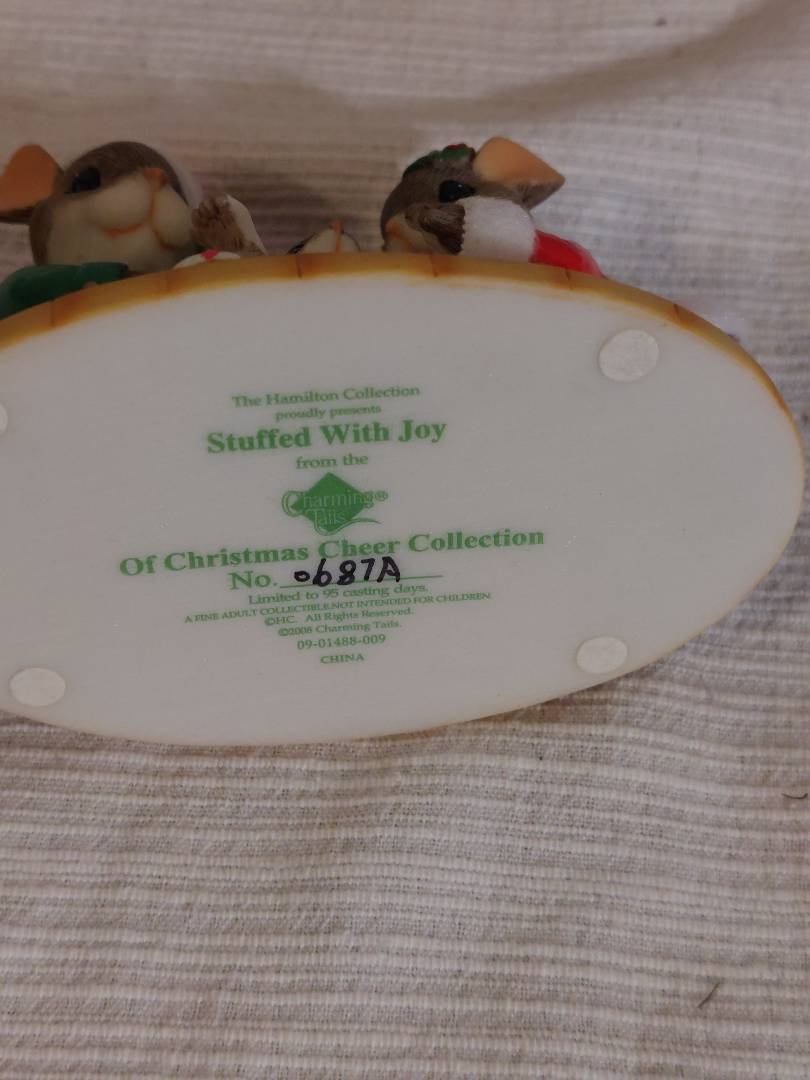 The Hamilton Collection
proudly presents
Stuffed With Joy
from the
Charming®
Tails
Of Christmas Cheer Collection
No. 0687A
Limited to 95 casting days.
A FINE ADULT COLLECTIBLE.NOT INTENDED FOR CHILDREN
©HC. All Rights Reserved.
©2008 Charming Tails.
09-01488-009
CHINA